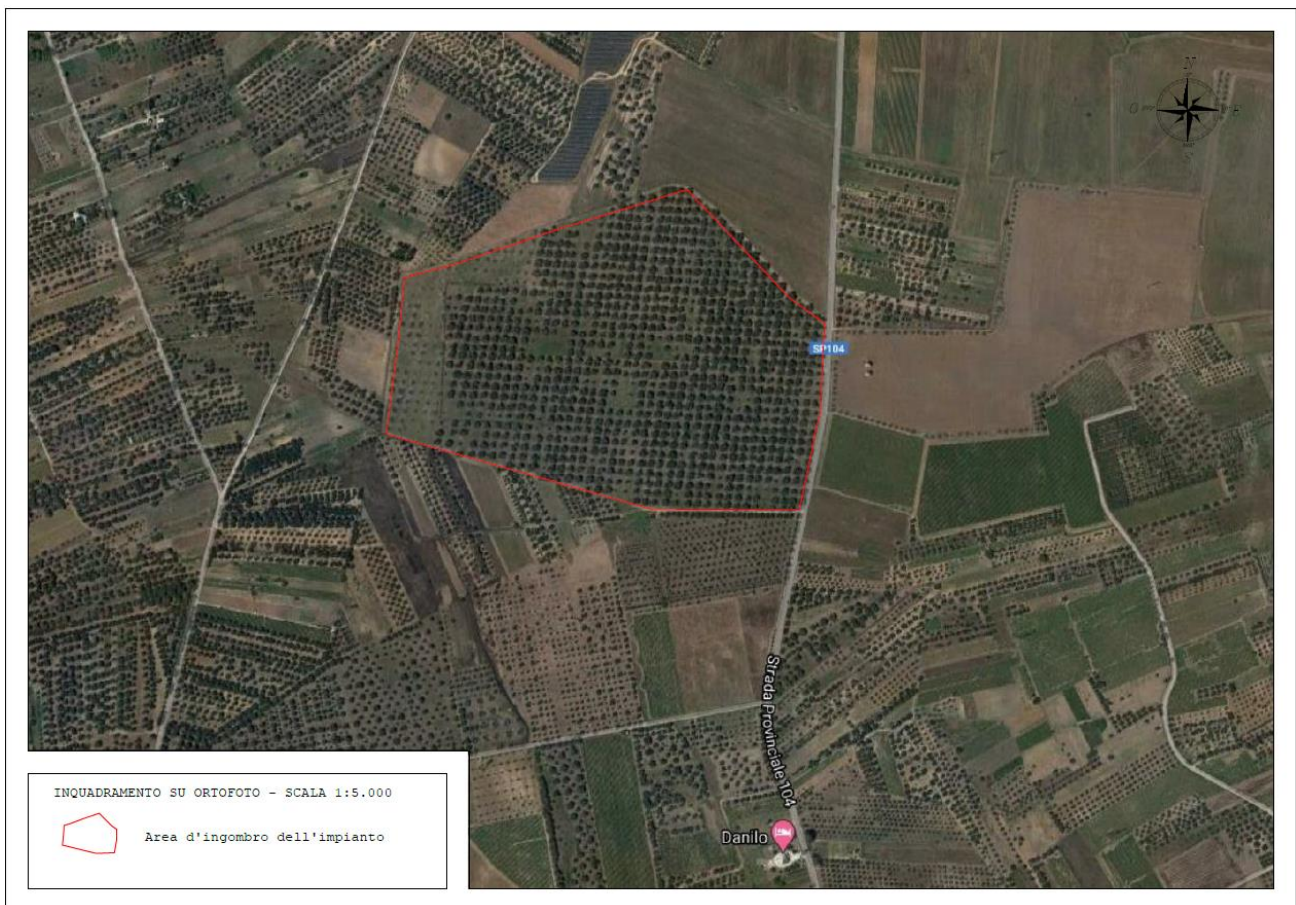 N
O
E
S
SP104
Strada Provinciale 104
Danilo
INQUADRAMENTO SU ORTOFOTO - SCALA 1:5.000
Area d'ingombro dell'impianto